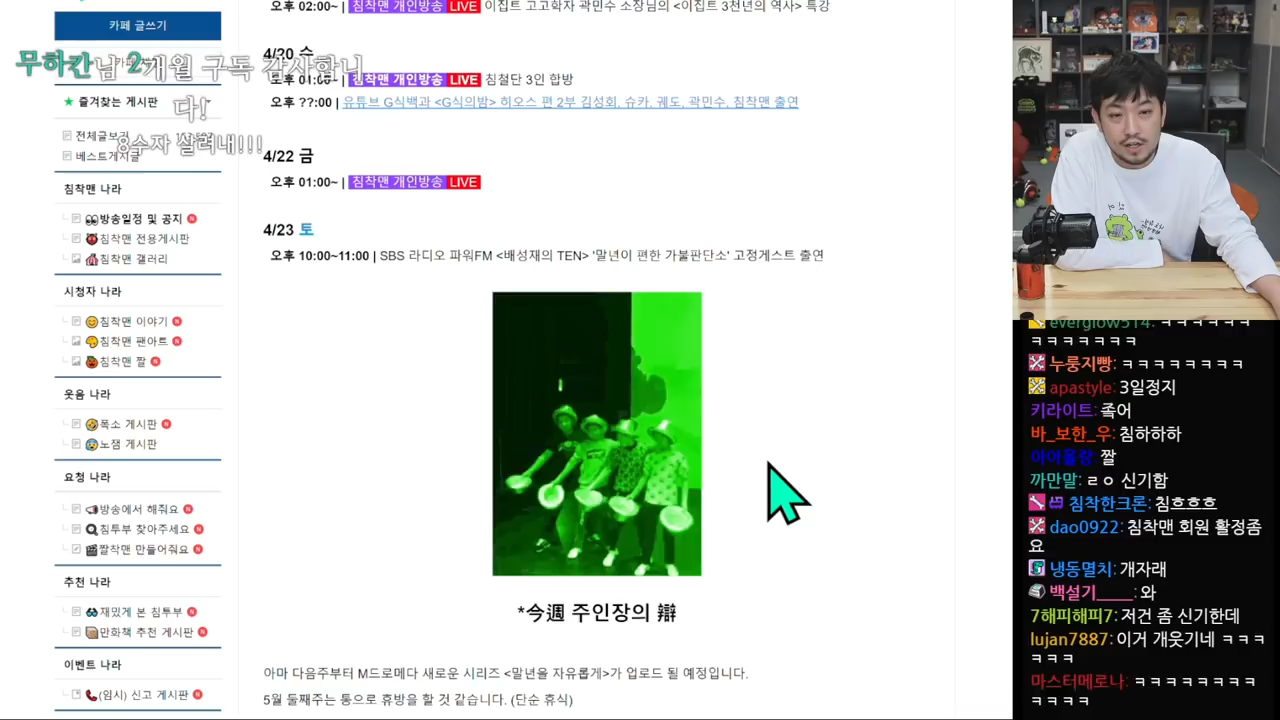 카페 글쓰기
무하칸님 2개월 구독 감사합니
다!
8수자 살려내!!!
★ 즐겨찾는 게시판
전체글보기
베스트게시글
침착맨 나라
방송일정 및 공지 N
침착맨 전용게시판
침착맨 갤러리
시청자 나라
침착맨 이야기 N
침착맨 팬아트 N
침착맨 짤 N
웃음 나라
폭소 게시판 N
노잼 게시판
요청 나라
방송에서 해줘요 N
침투부 찾아주세요 N
짤착맨 만들어줘요 N
추천 나라
재밌게 본 침투부 N
만화책 추천 게시판 N
이벤트 나라
(임시) 신고 게시판 N
오후 02:00~ | 침착맨 개인방송 LIVE 이집트 고고학자 곽민수 소장님의 <이집트 3천년의 역사> 특강
4/20 수
오후 01:05~ | 침착맨 개인방송 LIVE 침철단 3인 합방
오후 ??:00 | 유튜브 G식백과 <G식의밤> 히오스 편 2부 김성회, 슈카, 궤도, 곽민수, 침착맨 출연
4/22 금
오후 01:00~ | 침착맨 개인방송 LIVE
4/23 토
오후 10:00~11:00 | SBS 라디오 파워FM <배성재의 TEN> '말년이 편한 가불판단소' 고정게스트 출연
*今週 주인장의 辯
아마 다음주부터 M드로메다 새로운 시리즈 <말년을 자유롭게>가 업로드 될 예정입니다.
5월 둘째주는 통으로 휴방을 할 것 같습니다. (단순 휴식)
everglow514: ㅋㅋㅋㅋㅋㅋㅋ
ㅋㅋㅋㅋㅋㅋㅋ
누룽지빵: ㅋㅋㅋㅋㅋㅋㅋㅋ
apastyle: 3일정지
키라이트: 죸어
바_보한_우: 침하하하
아아몰랑: 짤
까만말: ㄹㅇ 신기함
침착한크론: 침흐흐흐
dao0922: 침착맨 회원 활정좀
요
냉동멸치: 개자래
백설기____: 와
7해피해피7: 저건 좀 신기한데
lujan7887: 이거 개웃기네 ㅋㅋㅋ
ㅋㅋㅋ
마스터메로나: ㅋㅋㅋㅋㅋㅋㅋㅋ
ㅋㅋㅋㅋ